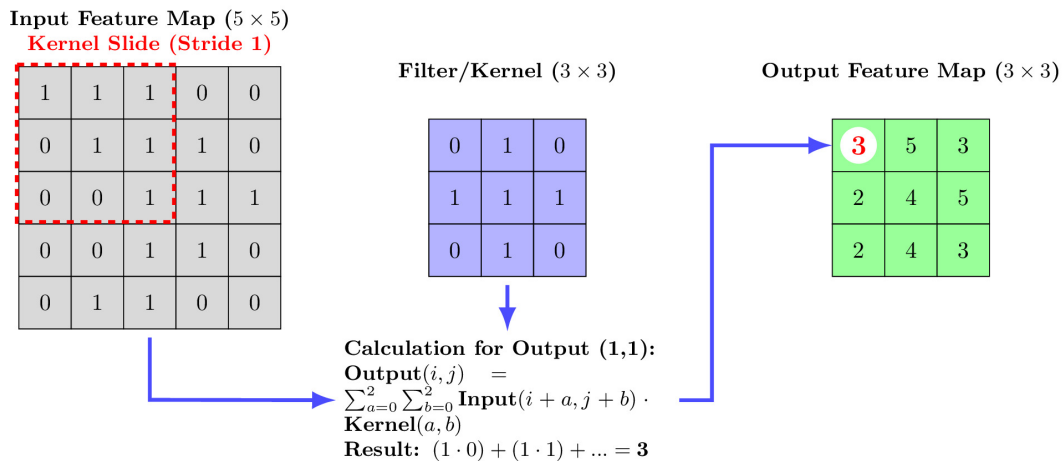 Input Feature Map (5 × 5)
Kernel Slide (Stride 1)
1 1 1 0 0
0 1 1 1 0
0 0 1 1 1
0 0 1 1 0
0 1 1 0 0
Filter/Kernel (3 × 3)
0 1 0
1 1 1
0 1 0
Output Feature Map (3 × 3)
3 5 3
2 4 5
2 4 3
Calculation for Output (1,1):
Output(i, j) =
∑²ₐ₌₀ ∑²_b₌₀ Input(i + a, j + b) ·
Kernel(a, b)
Result: (1 · 0) + (1 · 1) + ... = 3